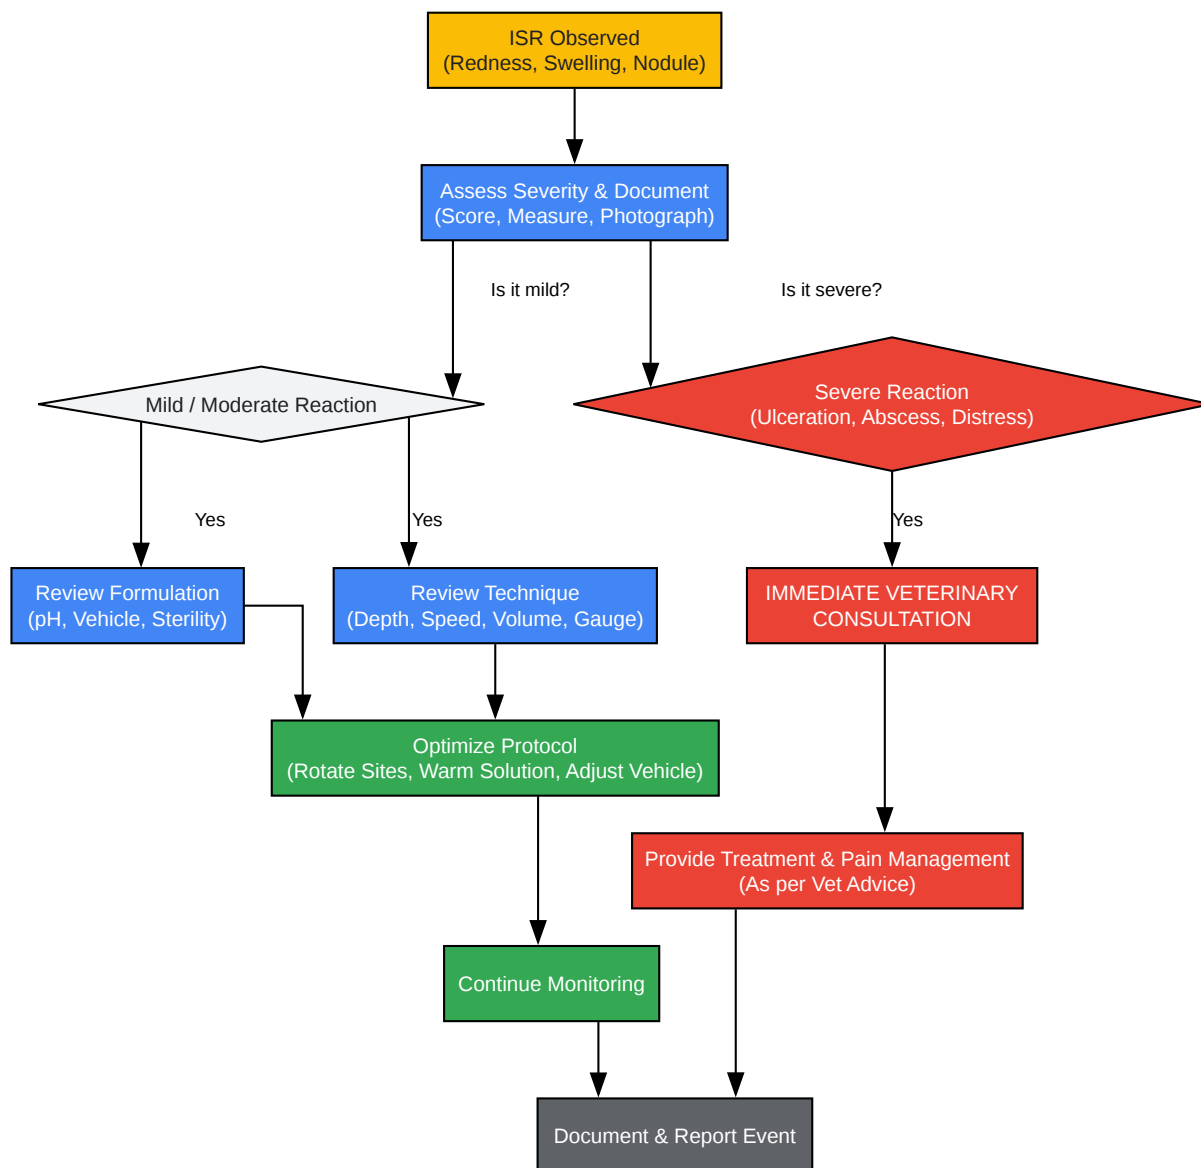 ISR Observed
(Redness, Swelling, Nodule)
Assess Severity & Document
(Score, Measure, Photograph)
Is it mild?
Is it severe?
Mild / Moderate Reaction
Severe Reaction
(Ulceration, Abscess, Distress)
Yes
Yes
Yes
Review Formulation
(pH, Vehicle, Sterility)
Review Technique
(Depth, Speed, Volume, Gauge)
IMMEDIATE VETERINARY
CONSULTATION
Optimize Protocol
(Rotate Sites, Warm Solution, Adjust Vehicle)
Provide Treatment & Pain Management
(As per Vet Advice)
Continue Monitoring
Document & Report Event